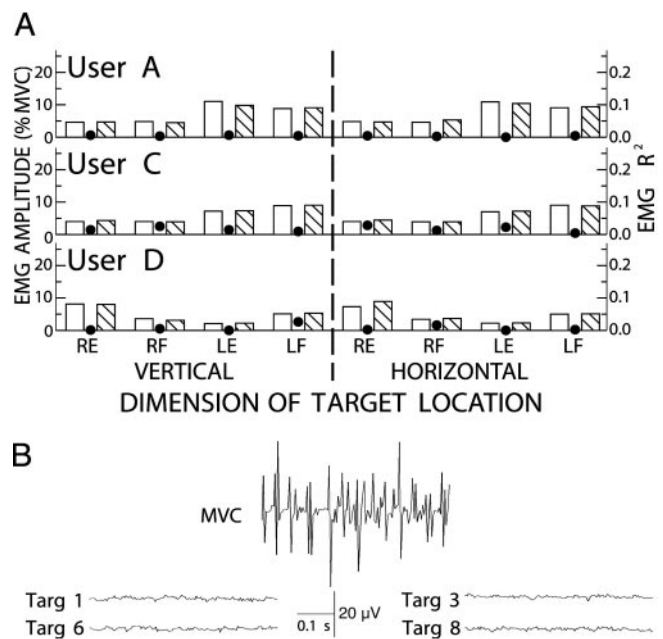 A
EMG AMPLITUDE (% MVC)
EMG R²
User A
20
10
0
0.2
0.1
0.0
User C
20
10
0
0.2
0.1
0.0
User D
20
10
0
0.2
0.1
0.0
RE RF LE LF RE RF LE LF
VERTICAL HORIZONTAL
DIMENSION OF TARGET LOCATION
B
MVC
Targ 1
Targ 3
20 µV
0.1 s
Targ 6
Targ 8